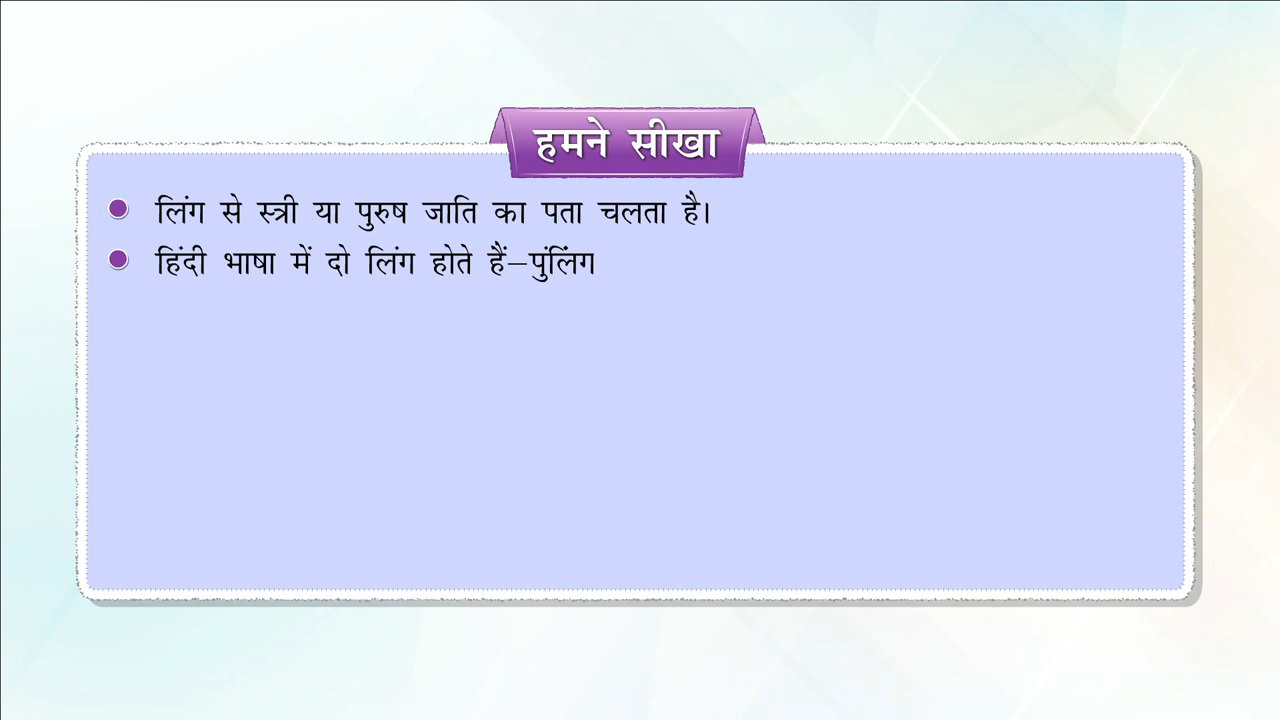 हमने सीखा
लिंग से स्त्री या पुरुष जाति का पता चलता है।
हिंदी भाषा में दो लिंग होते हैं–पुंलिंग